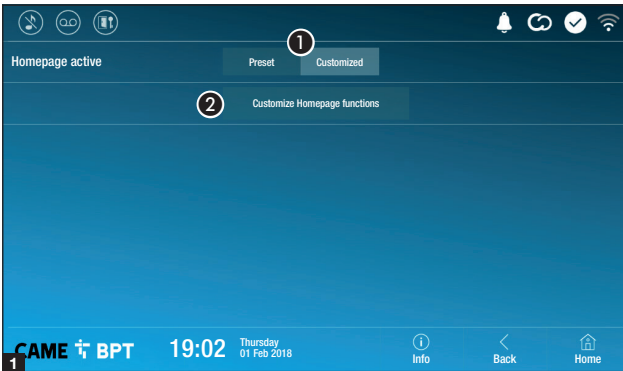 1
Homepage active
Preset
Customized
2
Customize Homepage functions
CAME BPT
19:02
Thursday
01 Feb 2018
Info
Back
Home
1